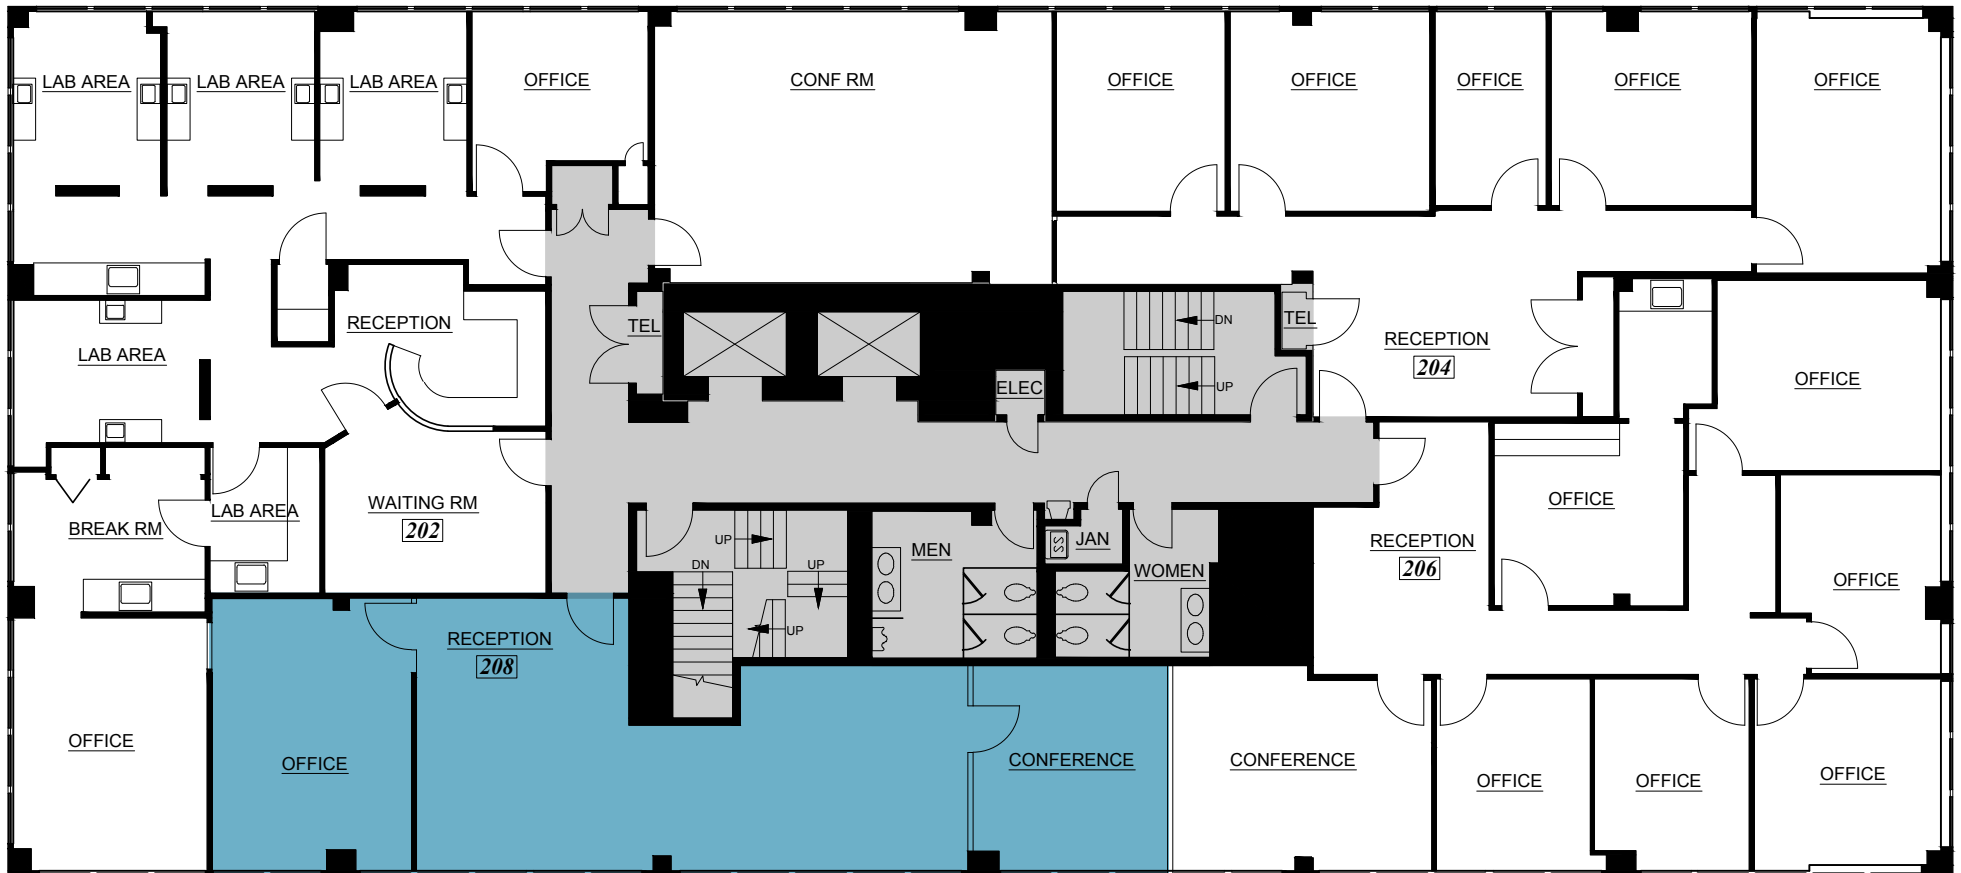 LAB AREA
LAB AREA
LAB AREA
OFFICE
CONF RM
OFFICE
OFFICE
OFFICE
OFFICE
OFFICE
RECEPTION
TEL
DN
TEL
RECEPTION
204
LAB AREA
UP
ELEC
OFFICE
WAITING RM
202
LAB AREA
BREAK RM
OFFICE
UP
MEN
JAN
SS
RECEPTION
206
DN
UP
WOMEN
OFFICE
UP
RECEPTION
208
OFFICE
OFFICE
CONFERENCE
CONFERENCE
OFFICE
OFFICE
OFFICE